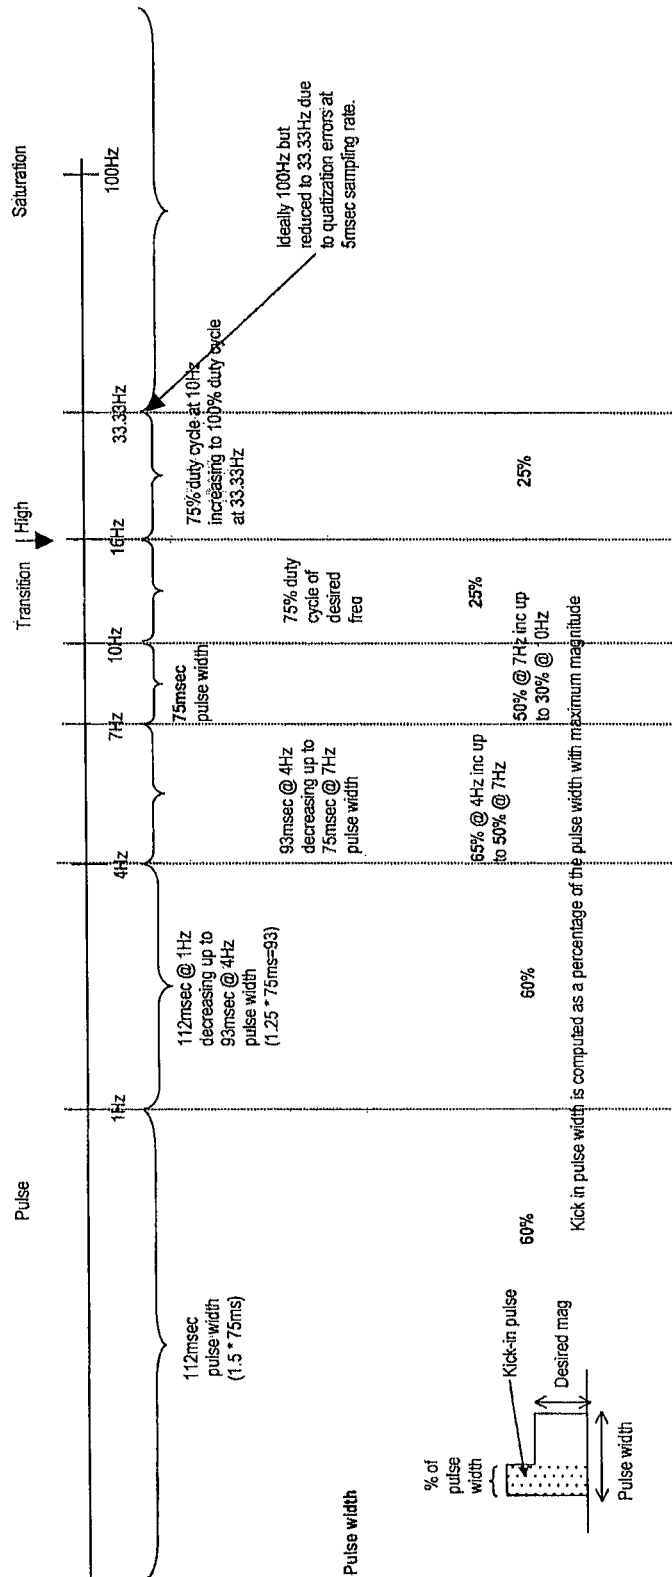 Pulse
Transition
High
Saturation
1Hz
4Hz
7Hz
10Hz
16Hz
33.33Hz
100Hz
112msec
pulse width
(1.5 * 75ms)
112msec @ 1Hz
decreasing up to
93msec @ 4Hz
pulse width
(1.25 * 75ms=93)
93msec @ 4Hz
decreasing up to
75msec @ 7Hz
pulse width
75msec
pulse width
75% duty
cycle of
desired
freq
75% duty cycle at 10Hz
increasing to 100% duty cycle
at 33.33Hz
Ideally 100Hz but
reduced to 33.33Hz due
to quatization errors at
5msec sampling rate.
Pulse width
% of
pulse
width
Kick-in pulse
Desired mag
Pulse width
60%
60%
65% @ 4Hz inc up
to 50% @ 7Hz
50% @ 7Hz inc up
to 30% @ 10Hz
25%
25%
Kick in pulse width is computed as a percentage of the pulse width with maximum magnitude